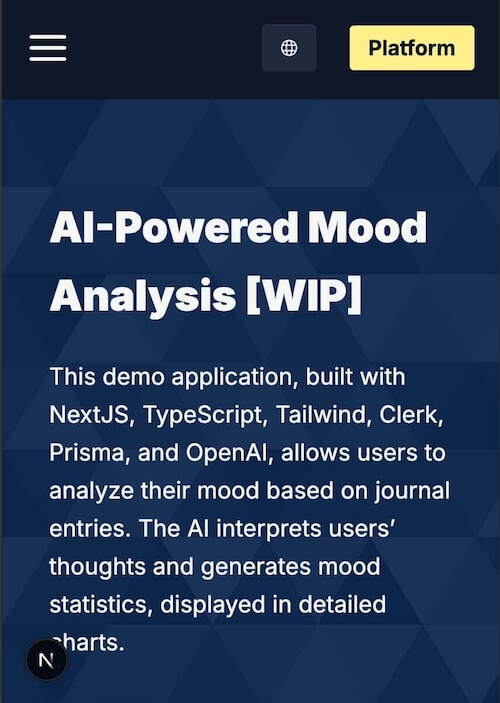 Platform
AI-Powered Mood
Analysis [WIP]
This demo application, built with
NextJS, TypeScript, Tailwind, Clerk,
Prisma, and OpenAI, allows users to
analyze their mood based on journal
entries. The AI interprets users’
thoughts and generates mood
statistics, displayed in detailed
charts.
N